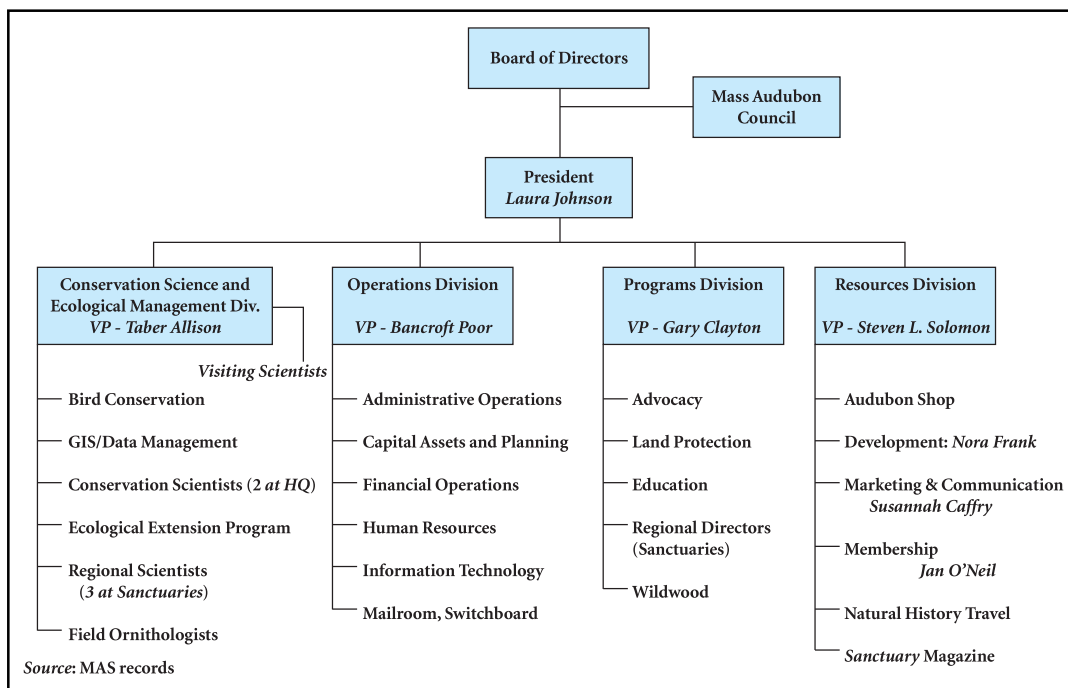 Board of Directors
Mass Audubon
Council
President
Laura Johnson
Conservation Science and
Ecological Management Div.
VP - Taber Allison
Visiting Scientists
Bird Conservation
GIS/Data Management
Conservation Scientists (2 at HQ)
Ecological Extension Program
Regional Scientists
(3 at Sanctuaries)
Field Ornithologists
Operations Division
VP - Bancroft Poor
Administrative Operations
Capital Assets and Planning
Financial Operations
Human Resources
Information Technology
Mailroom, Switchboard
Programs Division
VP - Gary Clayton
Advocacy
Land Protection
Education
Regional Directors
(Sanctuaries)
Wildwood
Resources Division
VP - Steven L. Solomon
Audubon Shop
Development: Nora Frank
Marketing & Communication
Susannah Caffry
Membership
Jan O’Neil
Natural History Travel
Sanctuary Magazine
Source: MAS records